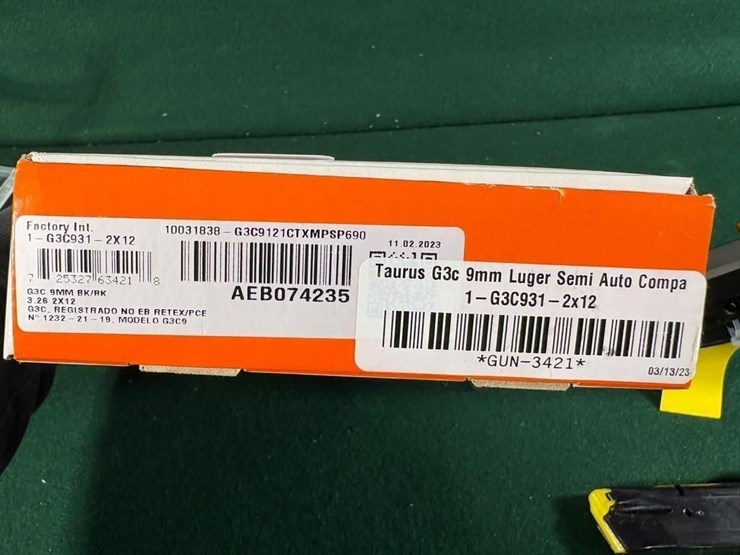 Factory Int.
1-G3C931-2X12
10031838-G3C9121CTXMPSP690
11.02.2023
7 25327 63421 8
AEB074235
G3C 9MM BK/BK
3.26 2X12
G3C, REGISTRADO NO EB RETEX/PCE
Nº 1232-21-19, MODELO G3C9
Taurus G3c 9mm Luger Semi Auto Compa
1-G3C931-2x12
*GUN-3421*
03/13/23